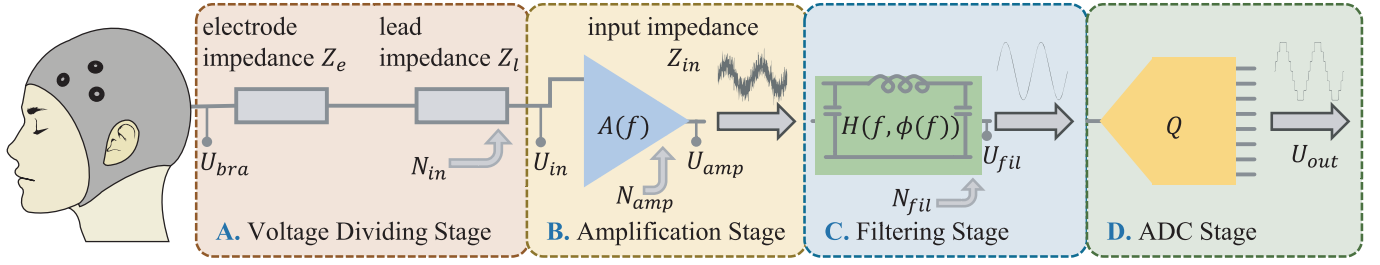 electrode
impedance Z_e
lead
impedance Z_l
N_in
U_bra
A. Voltage Dividing Stage
input impedance
Z_in
A(f)
U_in
U_amp
N_amp
B. Amplification Stage
H(f, ϕ(f))
U_fil
N_fil
C. Filtering Stage
Q
U_out
D. ADC Stage